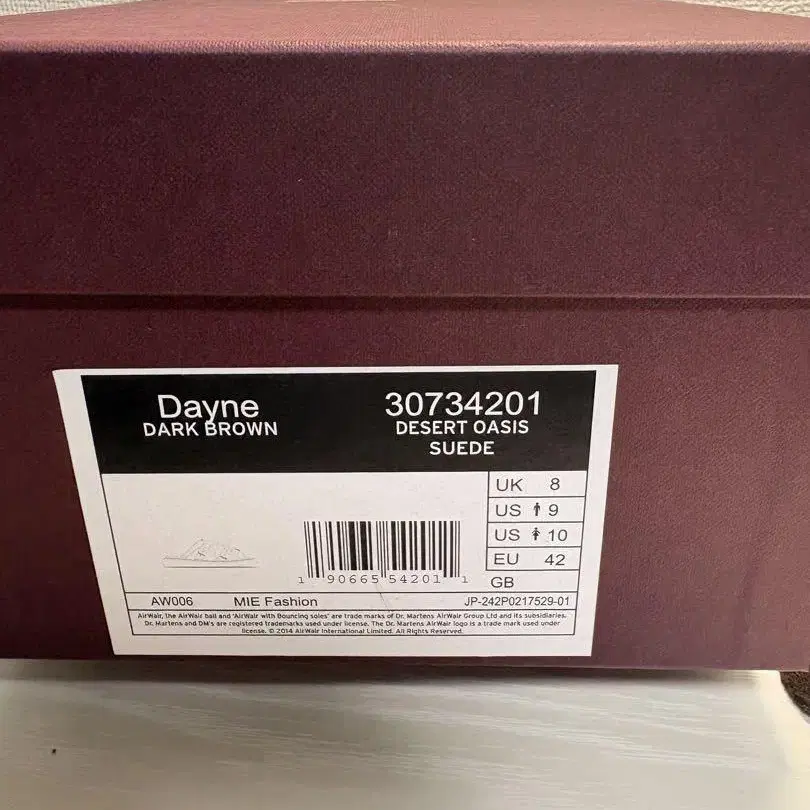 Dayne
DARK BROWN
30734201
DESERT OASIS
SUEDE
UK 8
US 9
US 10
EU 42
GB
1 90665 54201 1
AW006 MIE Fashion JP-242P0217529-01
AirWair, the AirWair ball and 'AirWair with Bouncing soles' are trade marks of Dr. Martens AirWair Group Ltd and its subsidiaries.
Dr. Martens and DM's are registered trademarks used under license. The Dr. Martens AirWair logo is a trade mark used under
license. © 2014 AirWair International Limited. All Rights Reserved.